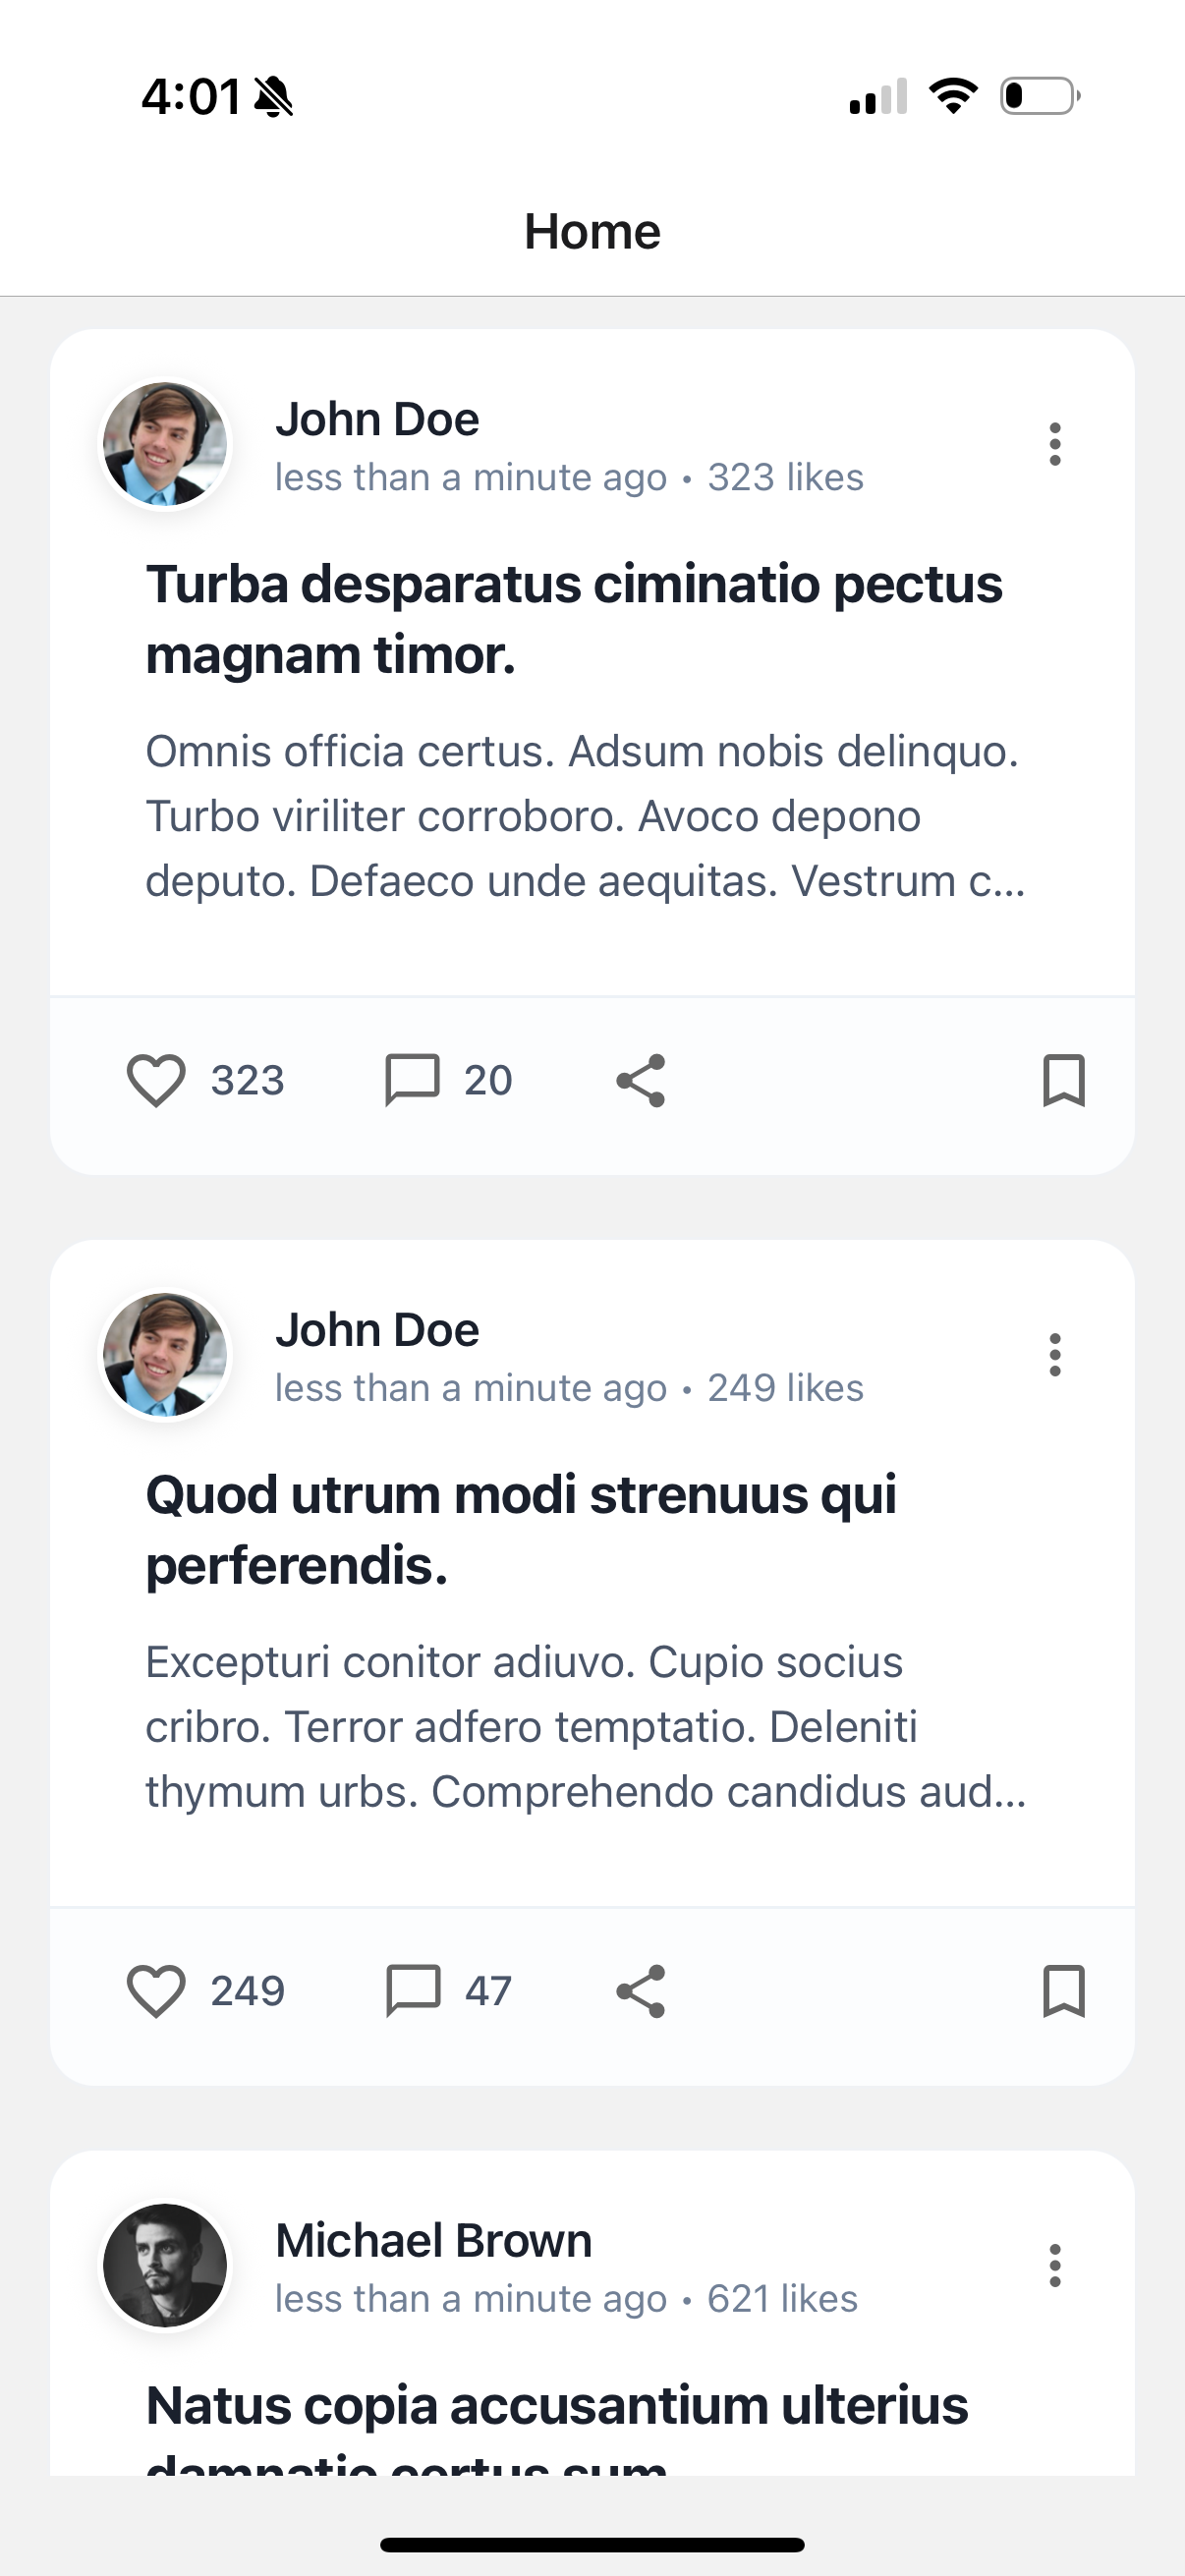 4:01
Home
John Doe
less than a minute ago • 323 likes
Turba desparatus ciminatio pectus
magnam timor.
Omnis officia certus. Adsum nobis delinquo.
Turbo viriliter corroboro. Avoco depono
deputo. Defaeco unde aequitas. Vestrum c...
323 20
John Doe
less than a minute ago • 249 likes
Quod utrum modi strenuus qui
perferendis.
Excepturi conitor adiuvo. Cupio socius
cribro. Terror adfero temptatio. Deleniti
thymum urbs. Comprehendo candidus aud...
249 47
Michael Brown
less than a minute ago • 621 likes
Natus copia accusantium ulterius
damnatio certus sum